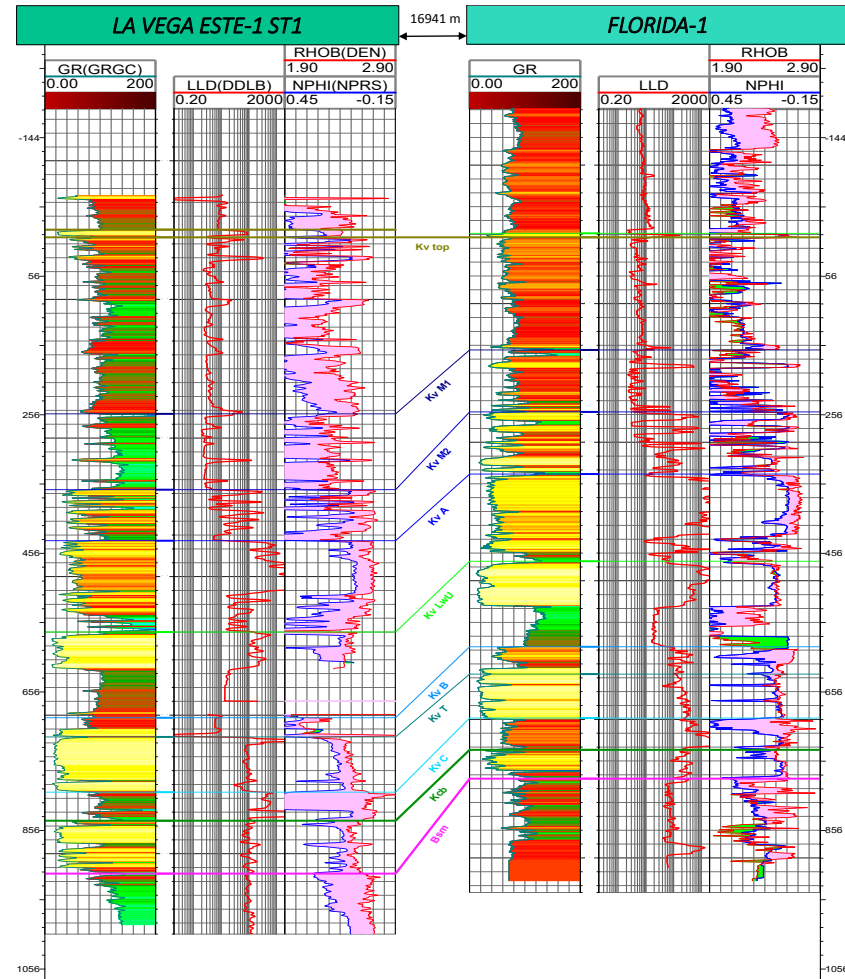 LA VEGA ESTE-1 ST1
16941 m
FLORIDA-1
RHOB(DEN)
1.90 2.90
GR(GRGC)
0.00 200
LLD(DDLB)
0.20 2000
NPHI(NPRS)
0.45 -0.15
RHOB
1.90 2.90
GR
0.00 200
LLD
0.20 2000
NPHI
0.45 -0.15
-144 -144
Kv top
56 56
Kv M1
256 256
Kv M2
Kv A
456 456
Kv LwU
656 656
Kv B
Kv T
Kv C
Kcb
856 856
Bsm
1056 1056